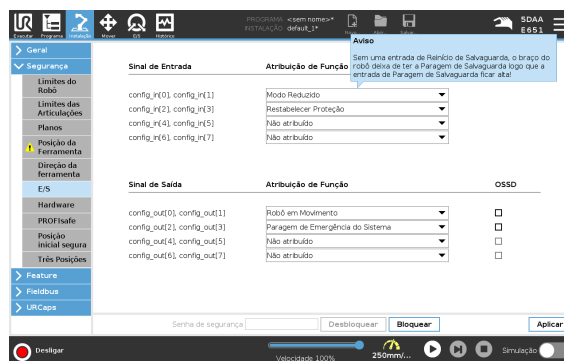 PROGRAMA <sem nome>*
INSTALAÇÃO default_1*
5DAA
E651
Executar Programa Instalação Mover E/S Histórico Novo... Abrir... Salvar...
Aviso
Sem uma entrada de Reinício de Salvaguarda, o braço do
robô deixa de ter a Paragem de Salvaguarda logo que a
entrada de Paragem de Salvaguarda ficar alta!
Geral
Segurança
Limites do
Robô
Limites das
Articulações
Planos
Posição da
Ferramenta
Direção da
ferramenta
E/S
Hardware
PROFIsafe
Posição
inicial segura
Três Posições
Feature
Fieldbus
URCaps
Sinal de Entrada Atribuição de Função
config_in[0], config_in[1] Modo Reduzido
config_in[2], config_in[3] Restabelecer Proteção
config_in[4], config_in[5] Não atribuído
config_in[6], config_in[7] Não atribuído
Sinal de Saída Atribuição de Função OSSD
config_out[0], config_out[1] Robô em Movimento
config_out[2], config_out[3] Paragem de Emergência do Sistema
config_out[4], config_out[5] Não atribuído
config_out[6], config_out[7] Não atribuído
Senha de segurança Desbloquear Bloquear Aplicar
Desligar Velocidade 100% 250mm/... Simulação